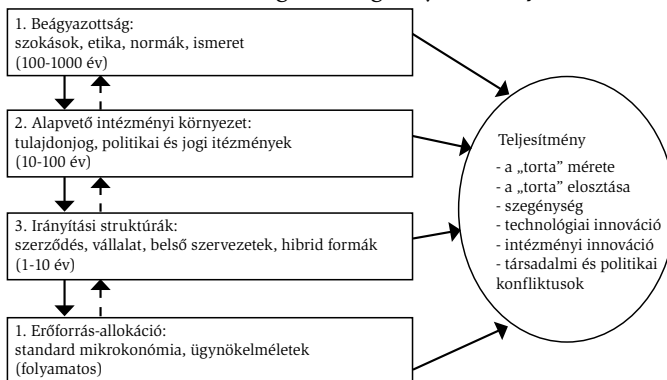 1. Beágyazottság:
szokások, etika, normák, ismeret
(100-1000 év)
2. Alapvető intézményi környezet:
tulajdonjog, politikai és jogi itézmények
(10-100 év)
3. Irányítási struktúrák:
szerződés, vállalat, belső szervezetek, hibrid formák
(1-10 év)
1. Erőforrás-allokáció:
standard mikrokonómia, ügynökelméletek
(folyamatos)
Teljesítmény
- a „torta” mérete
- a „torta” elosztása
- szegénység
- technológiai innováció
- intézményi innováció
- társadalmi és politikai
konfliktusok